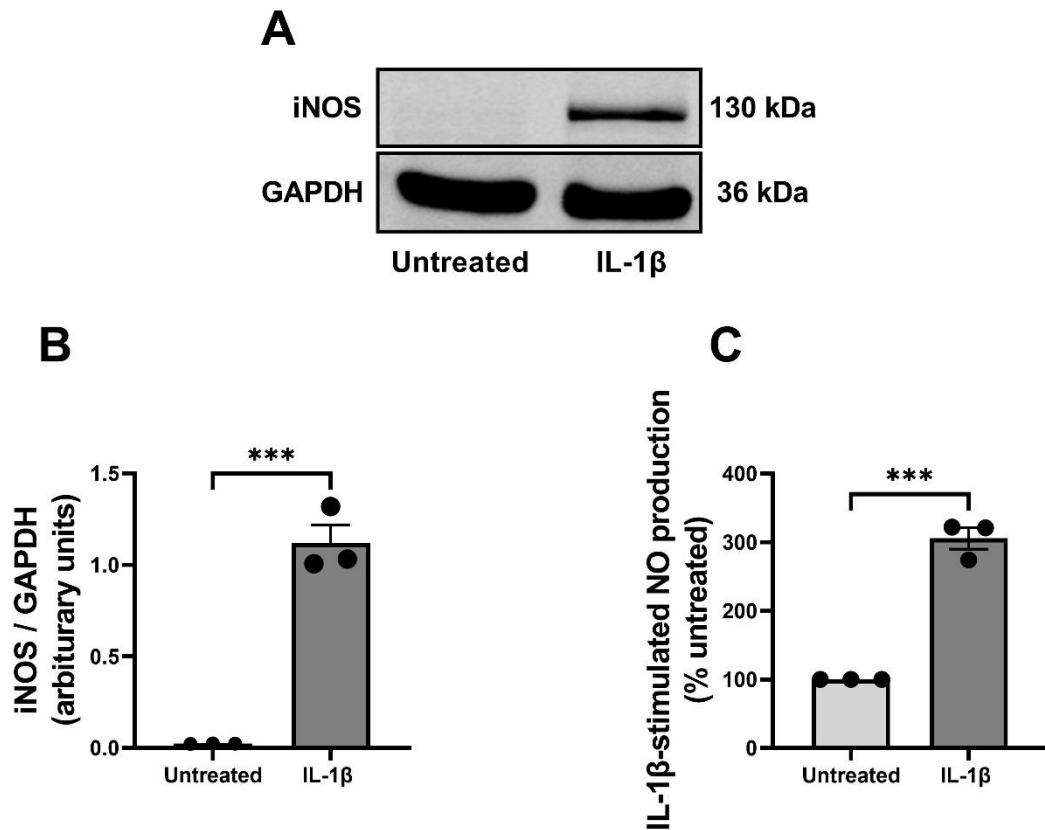 A
iNOS
130 kDa
GAPDH
36 kDa
Untreated
IL-1β
B
iNOS / GAPDH
(arbiturary units)
1.5
1.0
0.5
0.0
***
Untreated
IL-1β
C
IL-1β-stimulated NO production
(% untreated)
400
300
200
100
0
***
Untreated
IL-1β